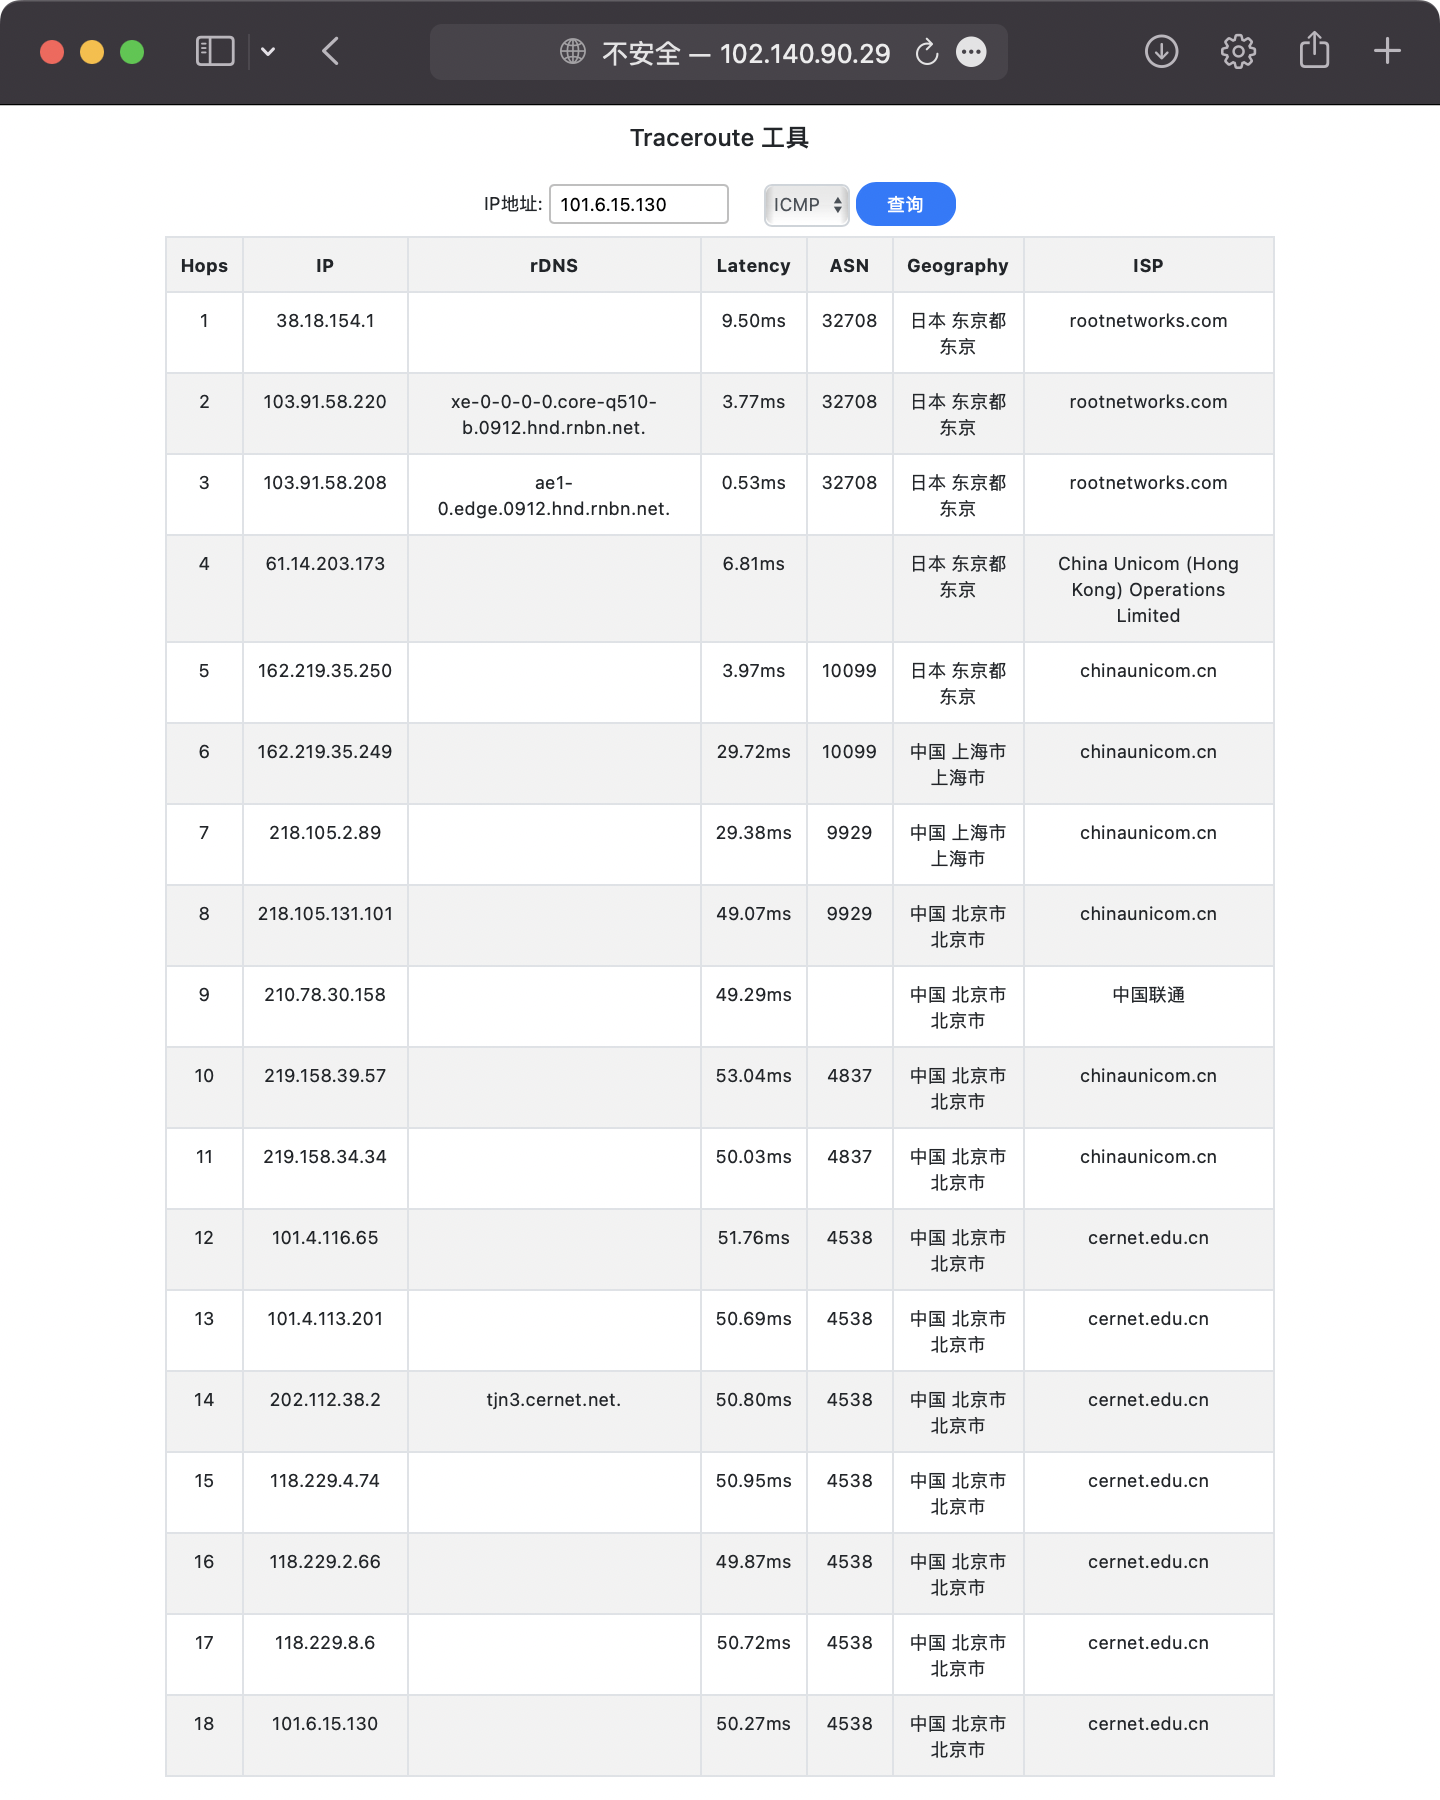 不安全 — 102.140.90.29
Traceroute 工具
IP地址: 101.6.15.130 ICMP 查询
Hops IP rDNS Latency ASN Geography ISP
1 38.18.154.1 9.50ms 32708 日本 东京都 rootnetworks.com
东京
2 103.91.58.220 xe-0-0-0-0.core-q510- 3.77ms 32708 日本 东京都 rootnetworks.com
b.0912.hnd.rnbn.net. 东京
3 103.91.58.208 ae1- 0.53ms 32708 日本 东京都 rootnetworks.com
0.edge.0912.hnd.rnbn.net. 东京
4 61.14.203.173 6.81ms 日本 东京都 China Unicom (Hong
东京 Kong) Operations
Limited
5 162.219.35.250 3.97ms 10099 日本 东京都 chinaunicom.cn
东京
6 162.219.35.249 29.72ms 10099 中国 上海市 chinaunicom.cn
上海市
7 218.105.2.89 29.38ms 9929 中国 上海市 chinaunicom.cn
上海市
8 218.105.131.101 49.07ms 9929 中国 北京市 chinaunicom.cn
北京市
9 210.78.30.158 49.29ms 中国 北京市 中国联通
北京市
10 219.158.39.57 53.04ms 4837 中国 北京市 chinaunicom.cn
北京市
11 219.158.34.34 50.03ms 4837 中国 北京市 chinaunicom.cn
北京市
12 101.4.116.65 51.76ms 4538 中国 北京市 cernet.edu.cn
北京市
13 101.4.113.201 50.69ms 4538 中国 北京市 cernet.edu.cn
北京市
14 202.112.38.2 tjn3.cernet.net. 50.80ms 4538 中国 北京市 cernet.edu.cn
北京市
15 118.229.4.74 50.95ms 4538 中国 北京市 cernet.edu.cn
北京市
16 118.229.2.66 49.87ms 4538 中国 北京市 cernet.edu.cn
北京市
17 118.229.8.6 50.72ms 4538 中国 北京市 cernet.edu.cn
北京市
18 101.6.15.130 50.27ms 4538 中国 北京市 cernet.edu.cn
北京市